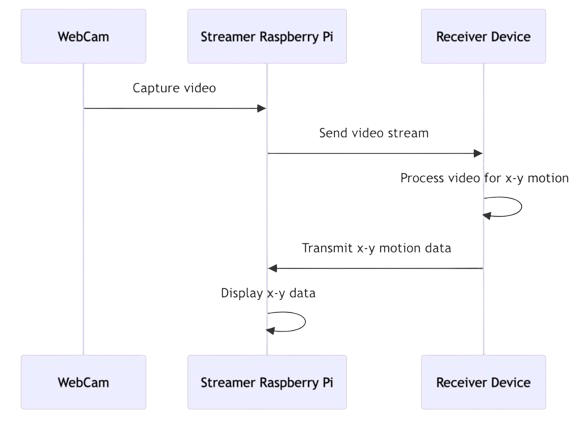 WebCam
Streamer Raspberry Pi
Receiver Device
Capture video
Send video stream
Process video for x-y motion
Transmit x-y motion data
Display x-y data
WebCam
Streamer Raspberry Pi
Receiver Device